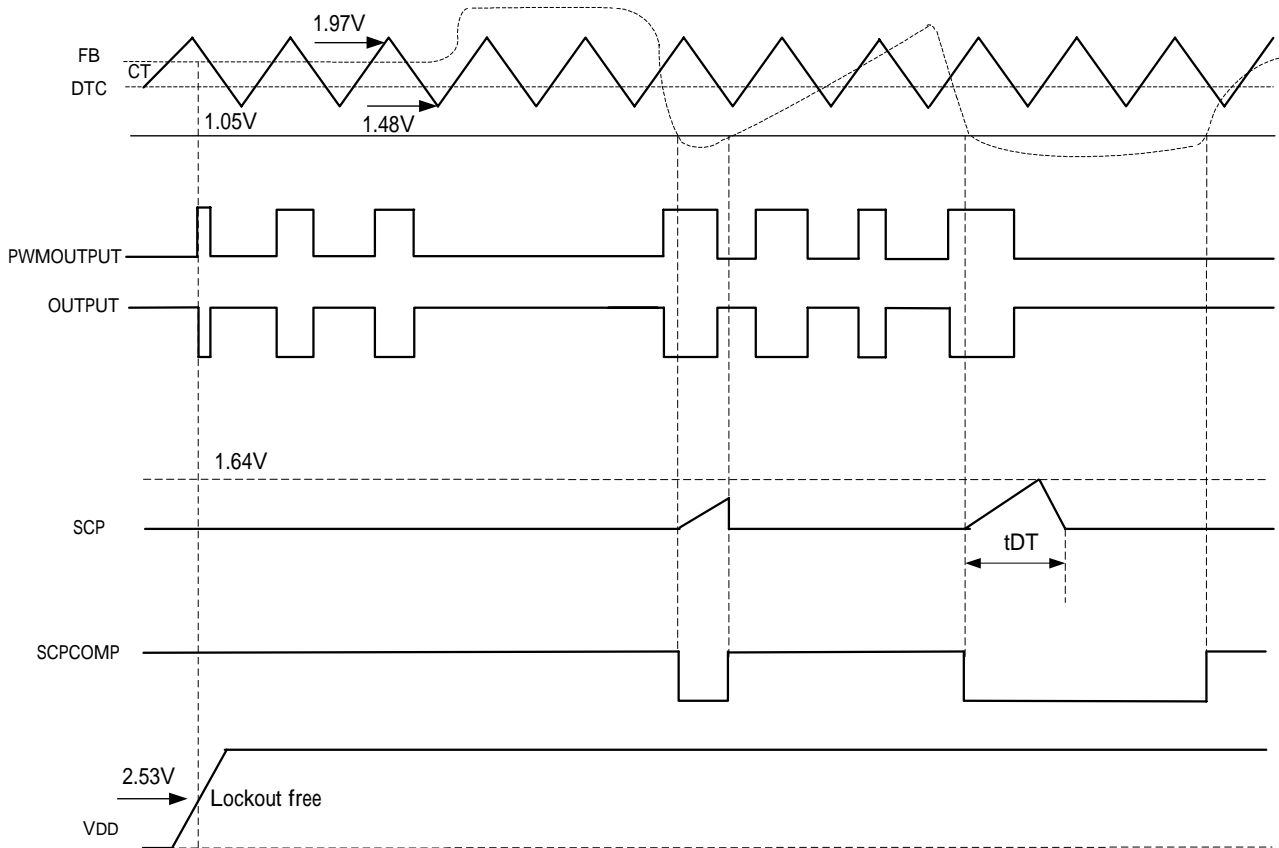 1.97V
FB
CT
DTC
1.05V
1.48V
PWMOUTPUT
OUTPUT
1.64V
SCP
tDT
SCPCOMP
2.53V
Lockout free
VDD